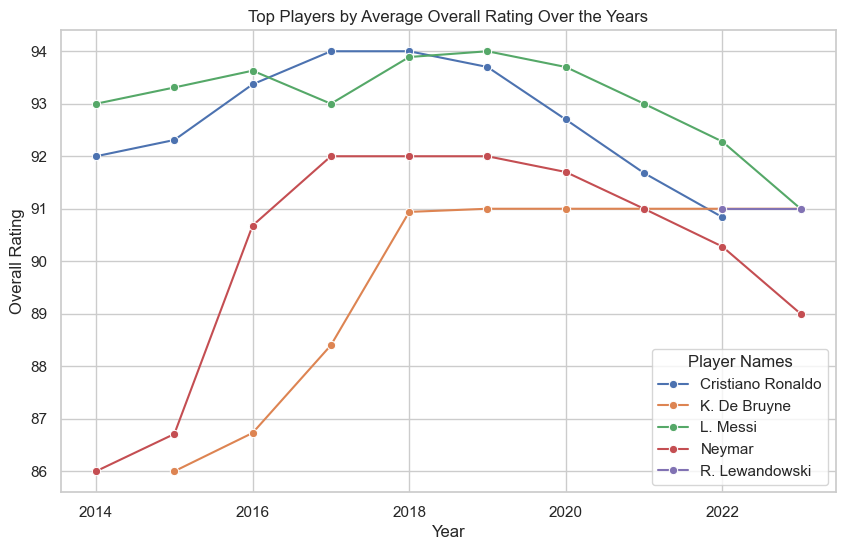 Top Players by Average Overall Rating Over the Years
Overall Rating
94
93
92
91
90
89
88
87
86
2014
2016
2018
2020
2022
Year
Player Names
Cristiano Ronaldo
K. De Bruyne
L. Messi
Neymar
R. Lewandowski